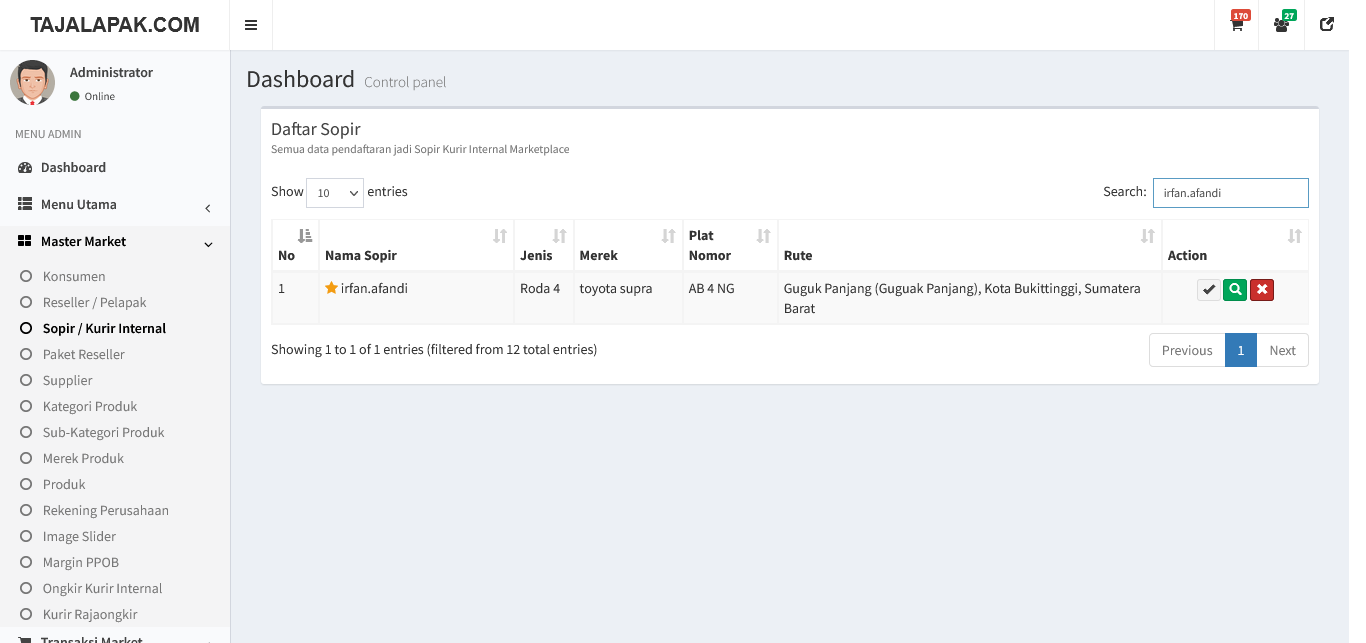 TAJALAPAK.COM
170
27
Administrator
Online
MENU ADMIN
Dashboard
Menu Utama
Master Market
Konsumen
Reseller / Pelapak
Sopir / Kurir Internal
Paket Reseller
Supplier
Kategori Produk
Sub-Kategori Produk
Merek Produk
Produk
Rekening Perusahaan
Image Slider
Margin PPOB
Ongkir Kurir Internal
Kurir Rajaongkir
Transaksi Market
Dashboard Control panel
Daftar Sopir
Semua data pendaftaran jadi Sopir Kurir Internal Marketplace
Show 10 entries
Search: irfan.afandi
No Nama Sopir Jenis Merek Plat Nomor Rute Action
1 irfan.afandi Roda 4 toyota supra AB 4 NG Guguk Panjang (Guguak Panjang), Kota Bukittinggi, Sumatera
Barat
Showing 1 to 1 of 1 entries (filtered from 12 total entries)
Previous 1 Next